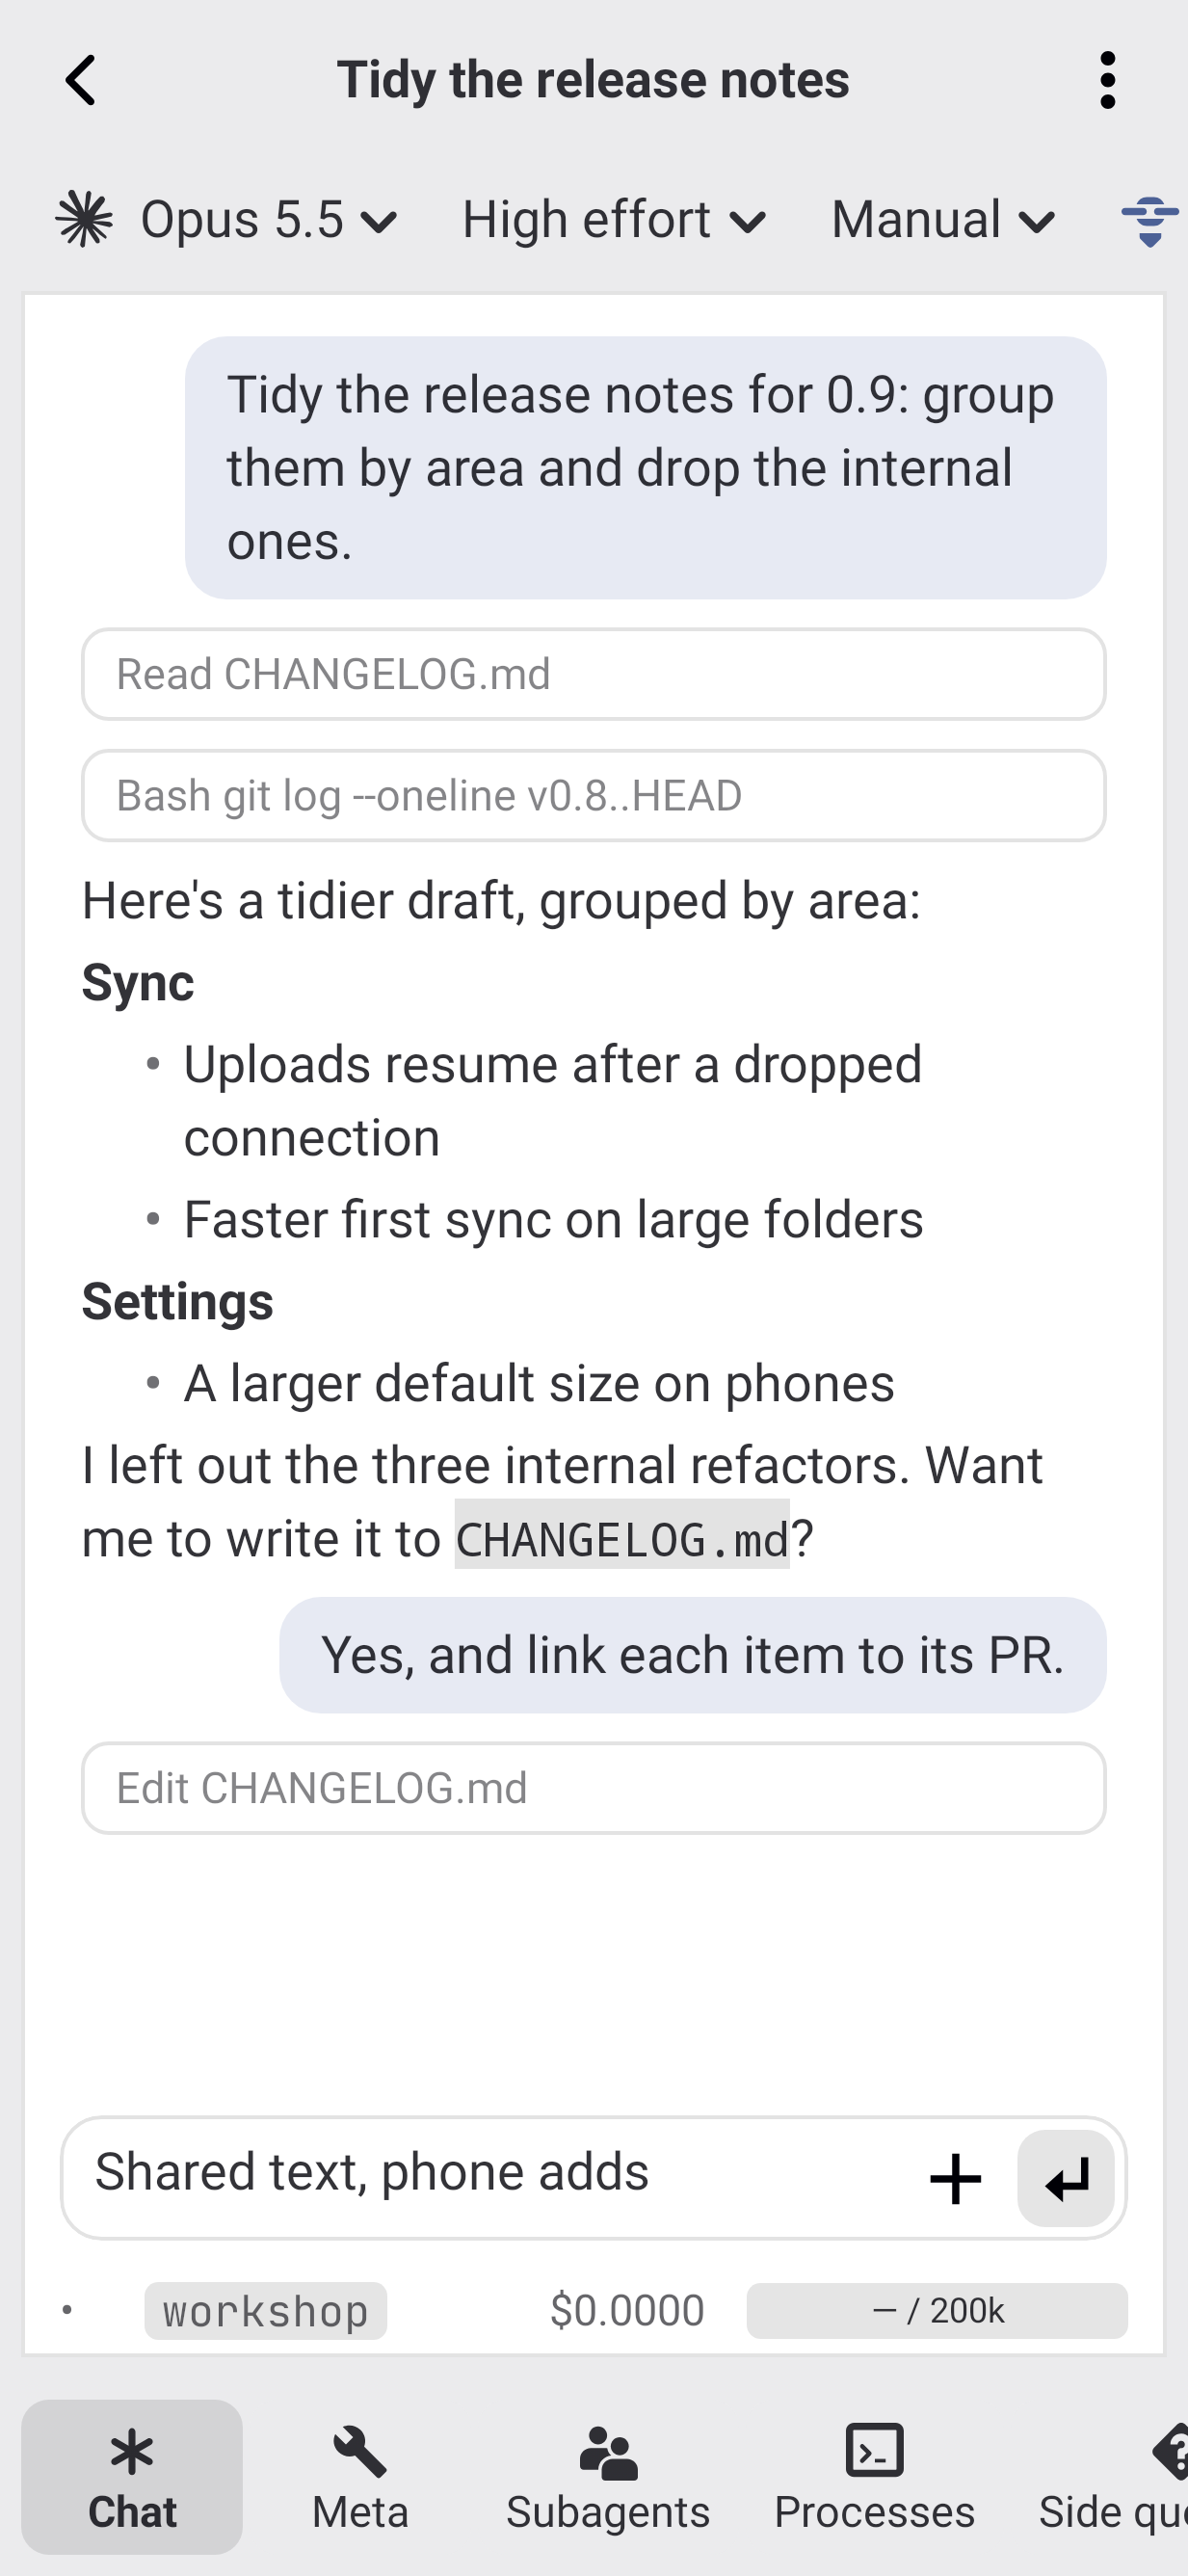 Tidy the release notes
Opus 5.5 High effort Manual
Tidy the release notes for 0.9: group
them by area and drop the internal
ones.
Read CHANGELOG.md
Bash git log --oneline v0.8..HEAD
Here's a tidier draft, grouped by area:
Sync
• Uploads resume after a dropped
connection
• Faster first sync on large folders
Settings
• A larger default size on phones
I left out the three internal refactors. Want
me to write it to CHANGELOG.md?
Yes, and link each item to its PR.
Edit CHANGELOG.md
Shared text, phone adds
• workshop $0.0000 – / 200k
Chat Meta Subagents Processes Side